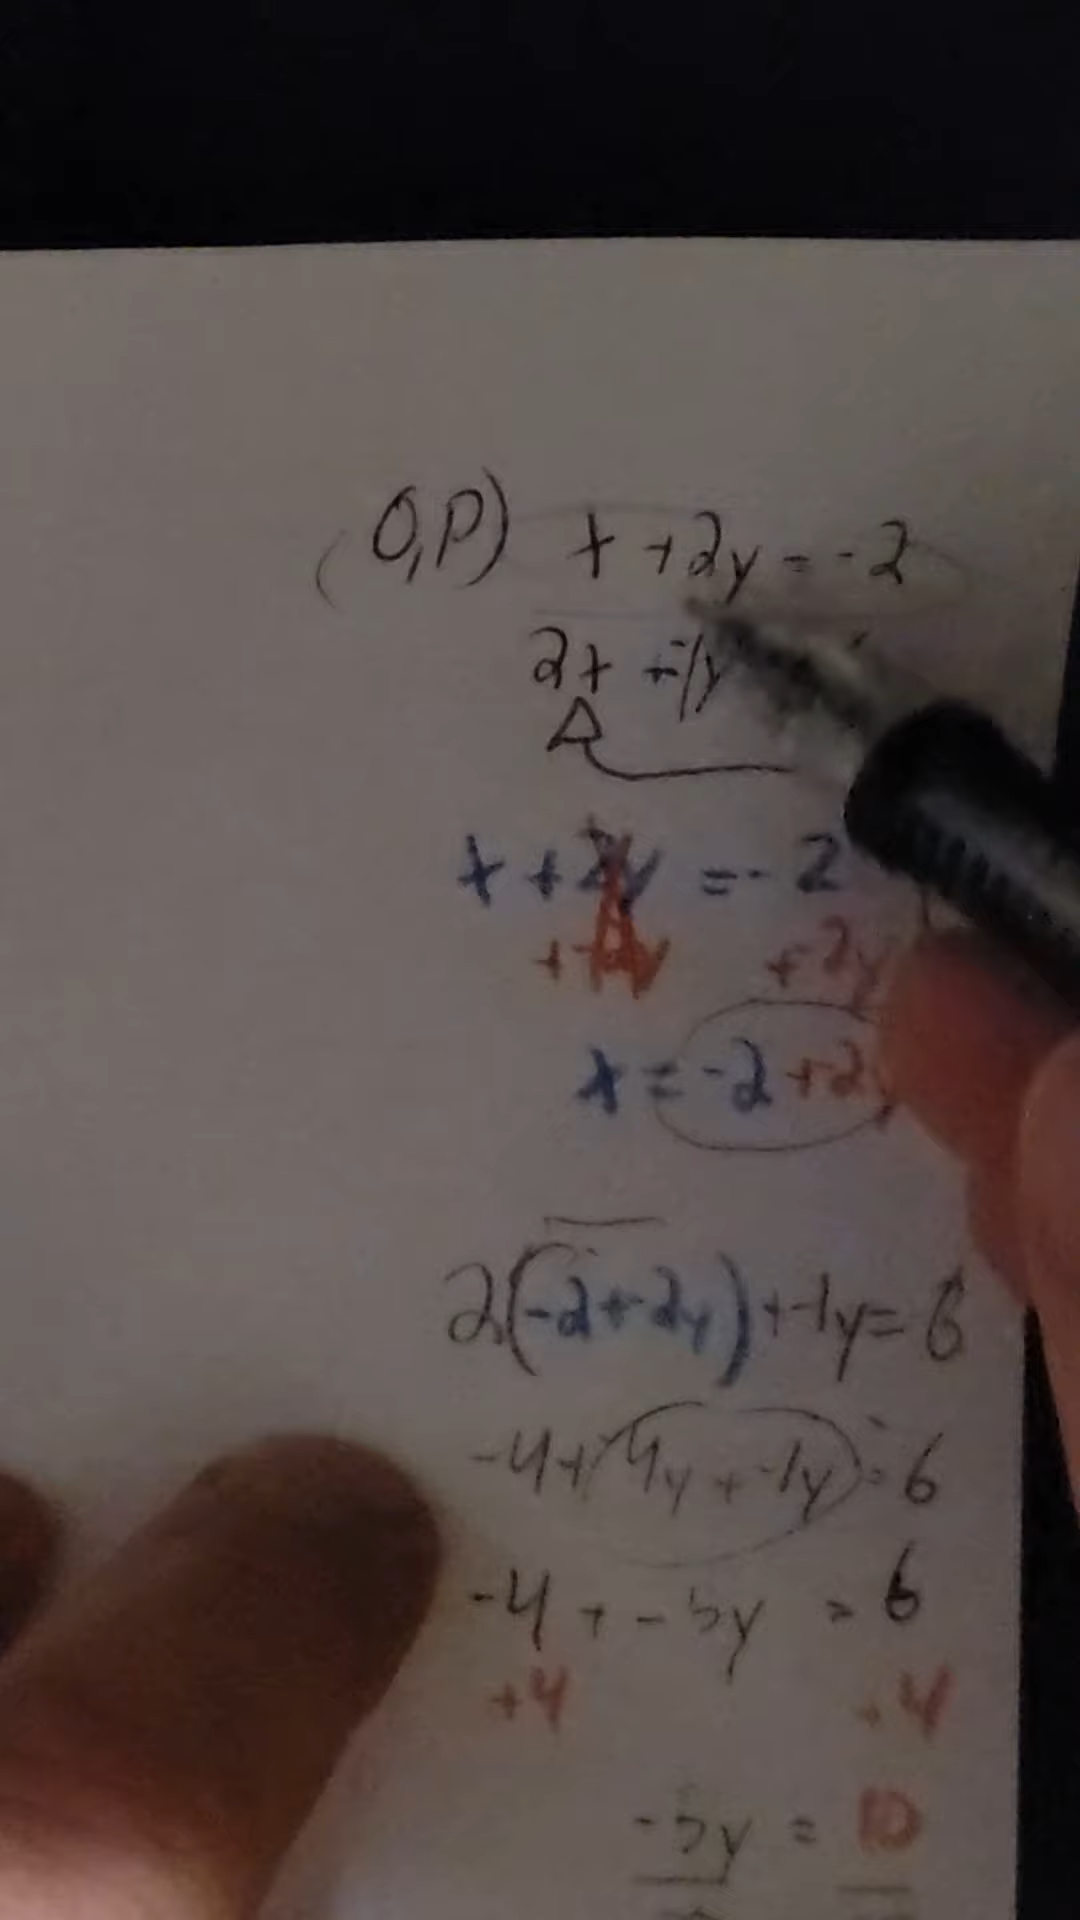 O,P) x + 2y = -2
2x + -1y
x + 2y = - 2
+ -2y + 2y
x = -2 + 2
2(-2 + -2y) + -1y = 6
-4 + -4y + -1y = 6
-4 + -5y = 6
+4 +4
-5y = 10